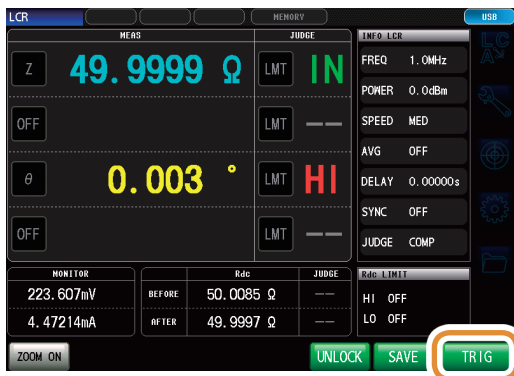 LCR MEMORY USB
MEAS JUDGE INFO LCR
Z 49.9999 Ω LMT IN
OFF LMT --
θ 0.003 ° LMT HI
OFF LMT --
FREQ 1.0MHz
POWER 0.0dBm
SPEED MED
AVG OFF
DELAY 0.00000s
SYNC OFF
JUDGE COMP
MONITOR Rdc JUDGE Rdc LIMIT
223.607mV BEFORE 50.0085 Ω -- HI OFF
4.47214mA AFTER 49.9997 Ω -- LO OFF
ZOOM ON UNLOCK SAVE TRIG